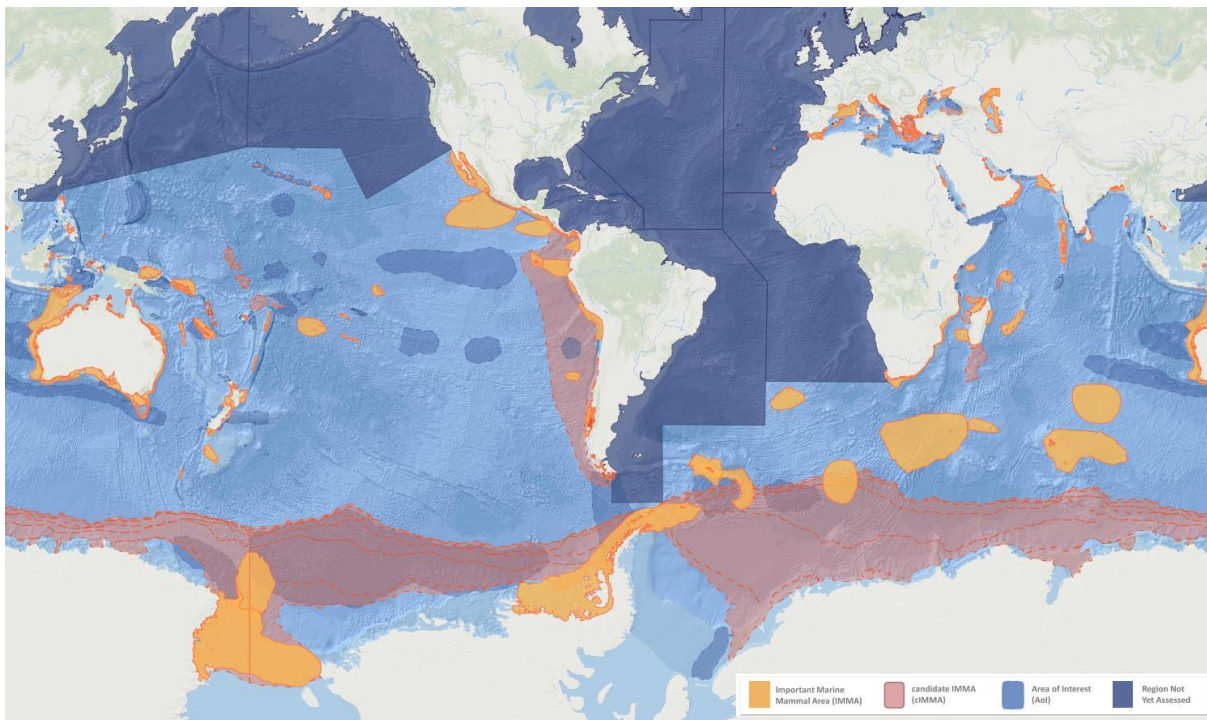 Important Marine
Mammal Area (IMMA)
candidate IMMA
(cIMMA)
Area of Interest
(AoI)
Region Not
Yet Assessed